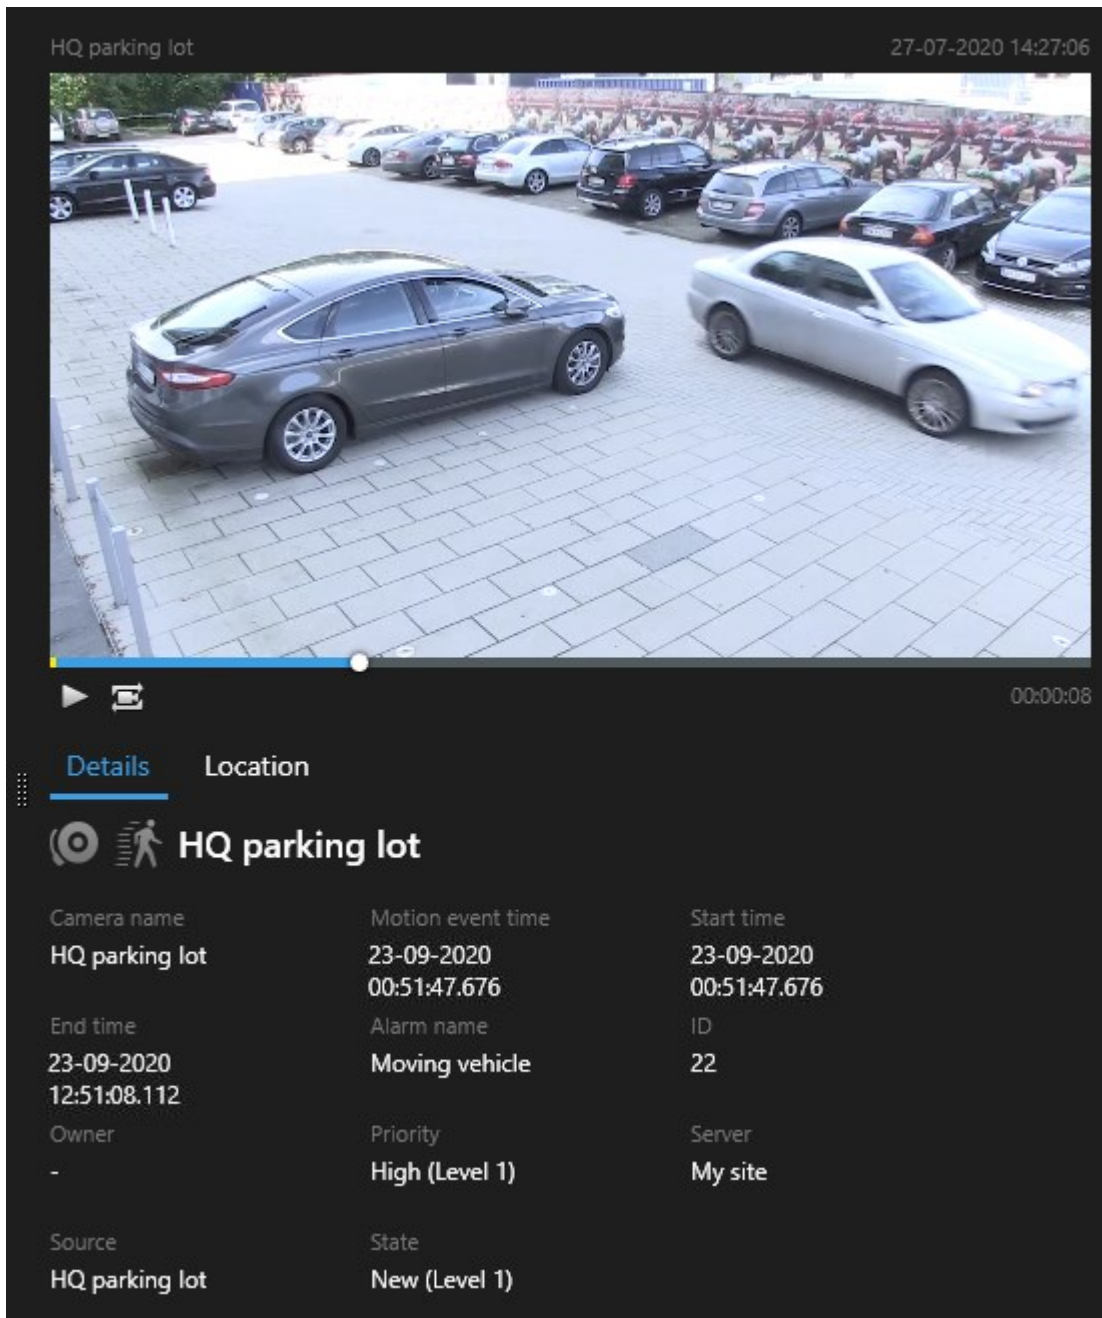 HQ parking lot 27-07-2020 14:27:06
00:00:08
Details Location
HQ parking lot
Camera name Motion event time Start time
HQ parking lot 23-09-2020 23-09-2020
00:51:47.676 00:51:47.676
End time Alarm name ID
23-09-2020 Moving vehicle 22
12:51:08.112
Owner Priority Server
- High (Level 1) My site
Source State
HQ parking lot New (Level 1)